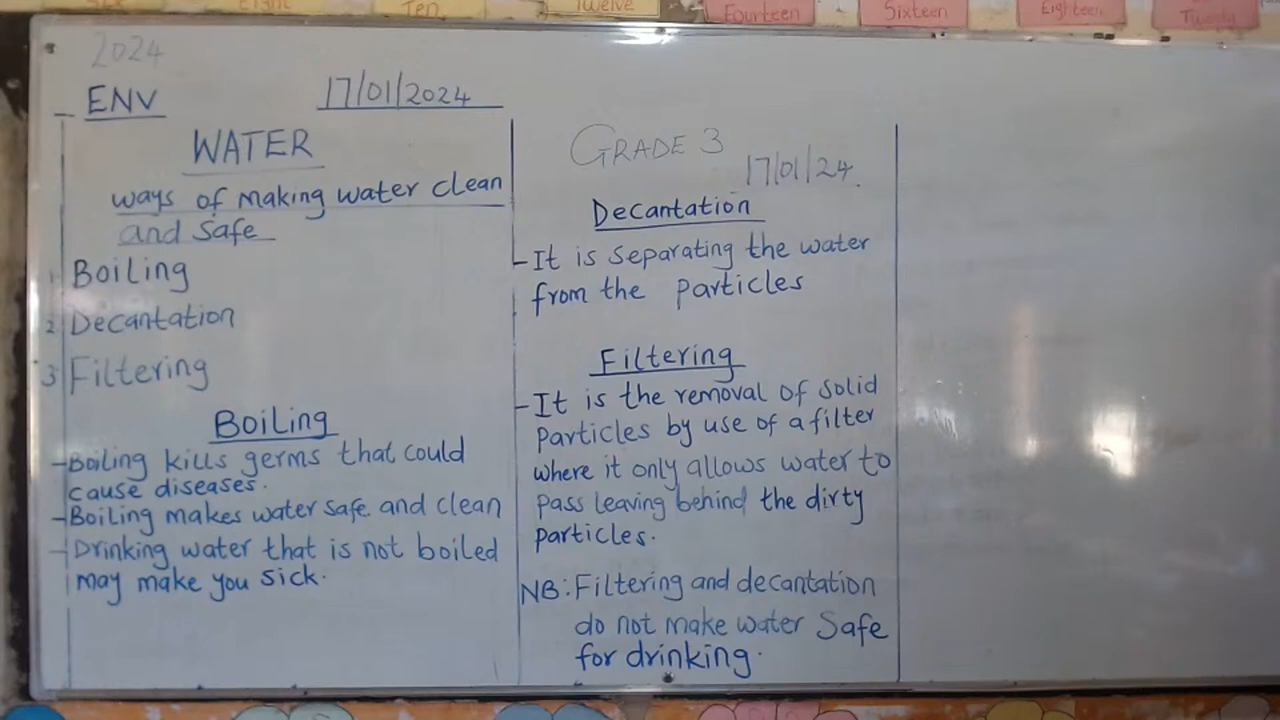 Eight
Ten
Twelve
Fourteen
Sixteen
Eighteen
Twenty
2024
ENV 17/01/2024
WATER
ways of making water clean
and Safe
1 Boiling
2 Decantation
3 Filtering
Boiling
-Boiling kills germs that could
cause diseases.
-Boiling makes water safe and clean
-Drinking water that is not boiled
may make you sick.
GRADE 3
17/01/24.
Decantation
-It is separating the water
from the particles
Filtering
-It is the removal of solid
particles by use of a filter
where it only allows water to
pass leaving behind the dirty
particles.
NB: Filtering and decantation
do not make water Safe
for drinking.